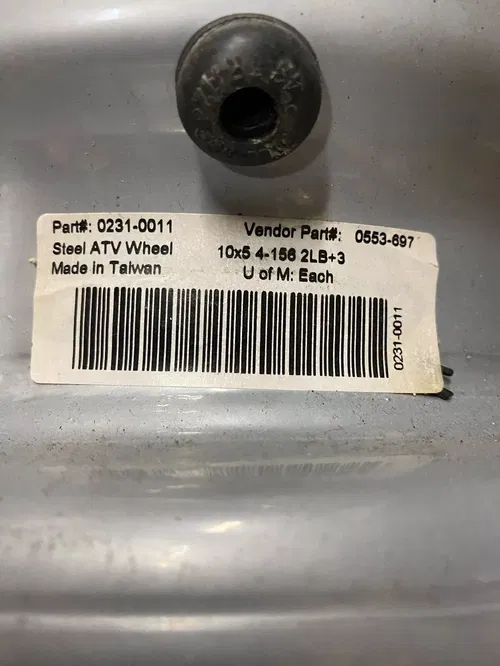 Part#: 0231-0011 Vendor Part#: 0553-697
Steel ATV Wheel 10x5 4-156 2LB+3
Made in Taiwan U of M: Each
0231-0011